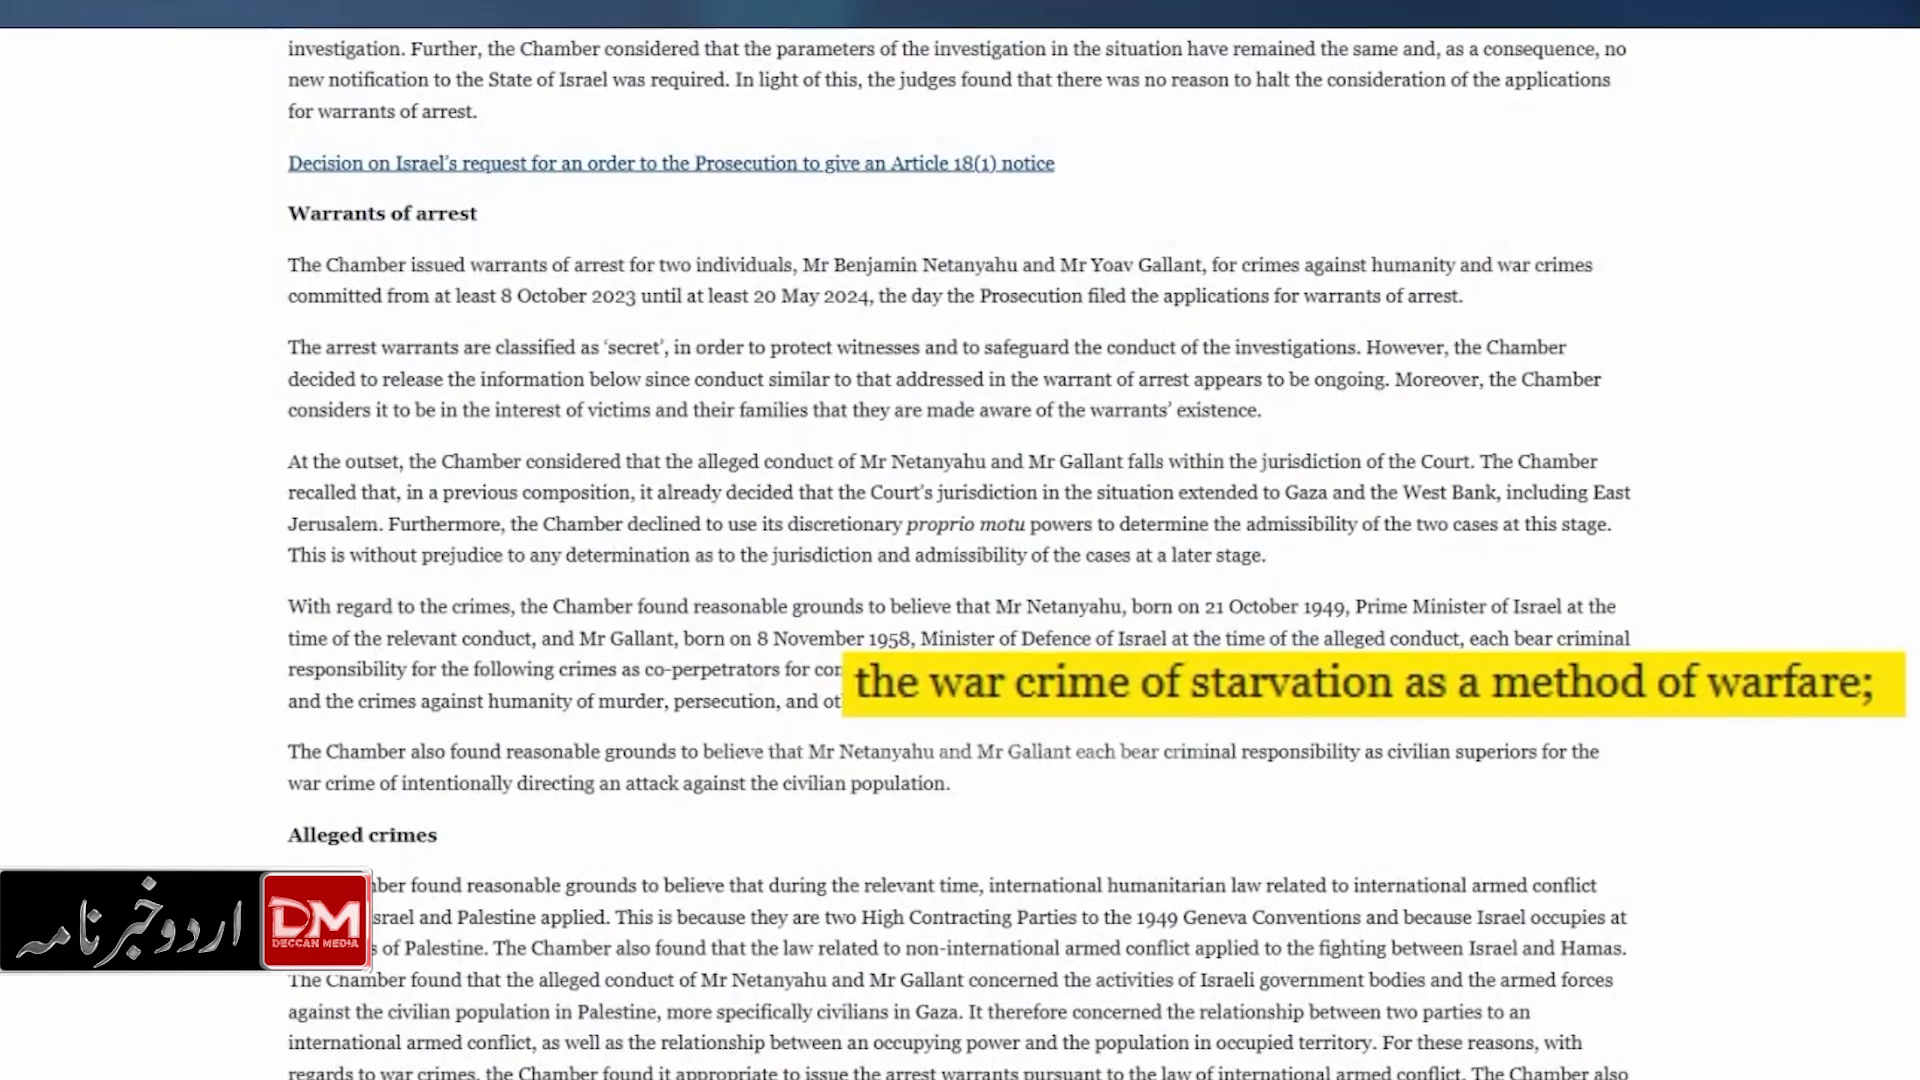 investigation. Further, the Chamber considered that the parameters of the investigation in the situation have remained the same and, as a consequence, no
new notification to the State of Israel was required. In light of this, the judges found that there was no reason to halt the consideration of the applications
for warrants of arrest.
Decision on Israel's request for an order to the Prosecution to give an Article 18(1) notice
Warrants of arrest
The Chamber issued warrants of arrest for two individuals, Mr Benjamin Netanyahu and Mr Yoav Gallant, for crimes against humanity and war crimes
committed from at least 8 October 2023 until at least 20 May 2024, the day the Prosecution filed the applications for warrants of arrest.
The arrest warrants are classified as ‘secret’, in order to protect witnesses and to safeguard the conduct of the investigations. However, the Chamber
decided to release the information below since conduct similar to that addressed in the warrant of arrest appears to be ongoing. Moreover, the Chamber
considers it to be in the interest of victims and their families that they are made aware of the warrants’ existence.
At the outset, the Chamber considered that the alleged conduct of Mr Netanyahu and Mr Gallant falls within the jurisdiction of the Court. The Chamber
recalled that, in a previous composition, it already decided that the Court’s jurisdiction in the situation extended to Gaza and the West Bank, including East
Jerusalem. Furthermore, the Chamber declined to use its discretionary proprio motu powers to determine the admissibility of the two cases at this stage.
This is without prejudice to any determination as to the jurisdiction and admissibility of the cases at a later stage.
With regard to the crimes, the Chamber found reasonable grounds to believe that Mr Netanyahu, born on 21 October 1949, Prime Minister of Israel at the
time of the relevant conduct, and Mr Gallant, born on 8 November 1958, Minister of Defence of Israel at the time of the alleged conduct, each bear criminal
responsibility for the following crimes as co-perpetrators for
the war crime of starvation as a method of warfare;
and the crimes against humanity of murder, persecution, and
The Chamber also found reasonable grounds to believe that Mr Netanyahu and Mr Gallant each bear criminal responsibility as civilian superiors for the
war crime of intentionally directing an attack against the civilian population.
Alleged crimes
found reasonable grounds to believe that during the relevant time, international humanitarian law related to international armed conflict
and Palestine applied. This is because they are two High Contracting Parties to the 1949 Geneva Conventions and because Israel occupies at
of Palestine. The Chamber also found that the law related to non-international armed conflict applied to the fighting between Israel and Hamas.
The Chamber found that the alleged conduct of Mr Netanyahu and Mr Gallant concerned the activities of Israeli government bodies and the armed forces
against the civilian population in Palestine, more specifically civilians in Gaza. It therefore concerned the relationship between two parties to an
international armed conflict, as well as the relationship between an occupying power and the population in occupied territory. For these reasons, with
regards to war crimes, the Chamber found it appropriate to issue the arrest warrants pursuant to the law of international armed conflict. The Chamber also
اردو خبرنامہ
DM
DECCAN MEDIA